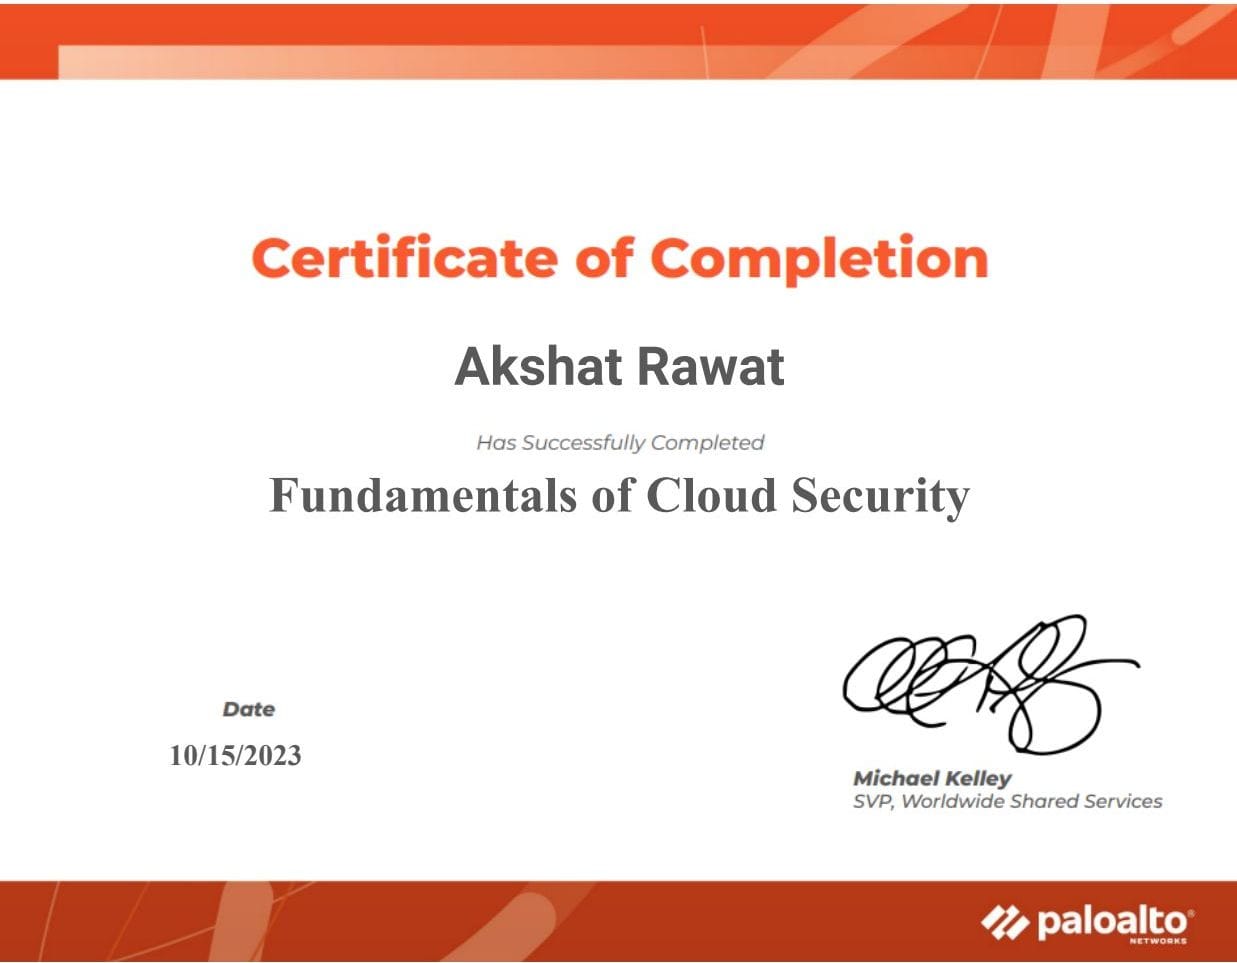 Certificate of Completion
Akshat Rawat
Has Successfully Completed
Fundamentals of Cloud Security
Date
10/15/2023
Michael Kelley
SVP, Worldwide Shared Services
paloalto®
NETWORKS